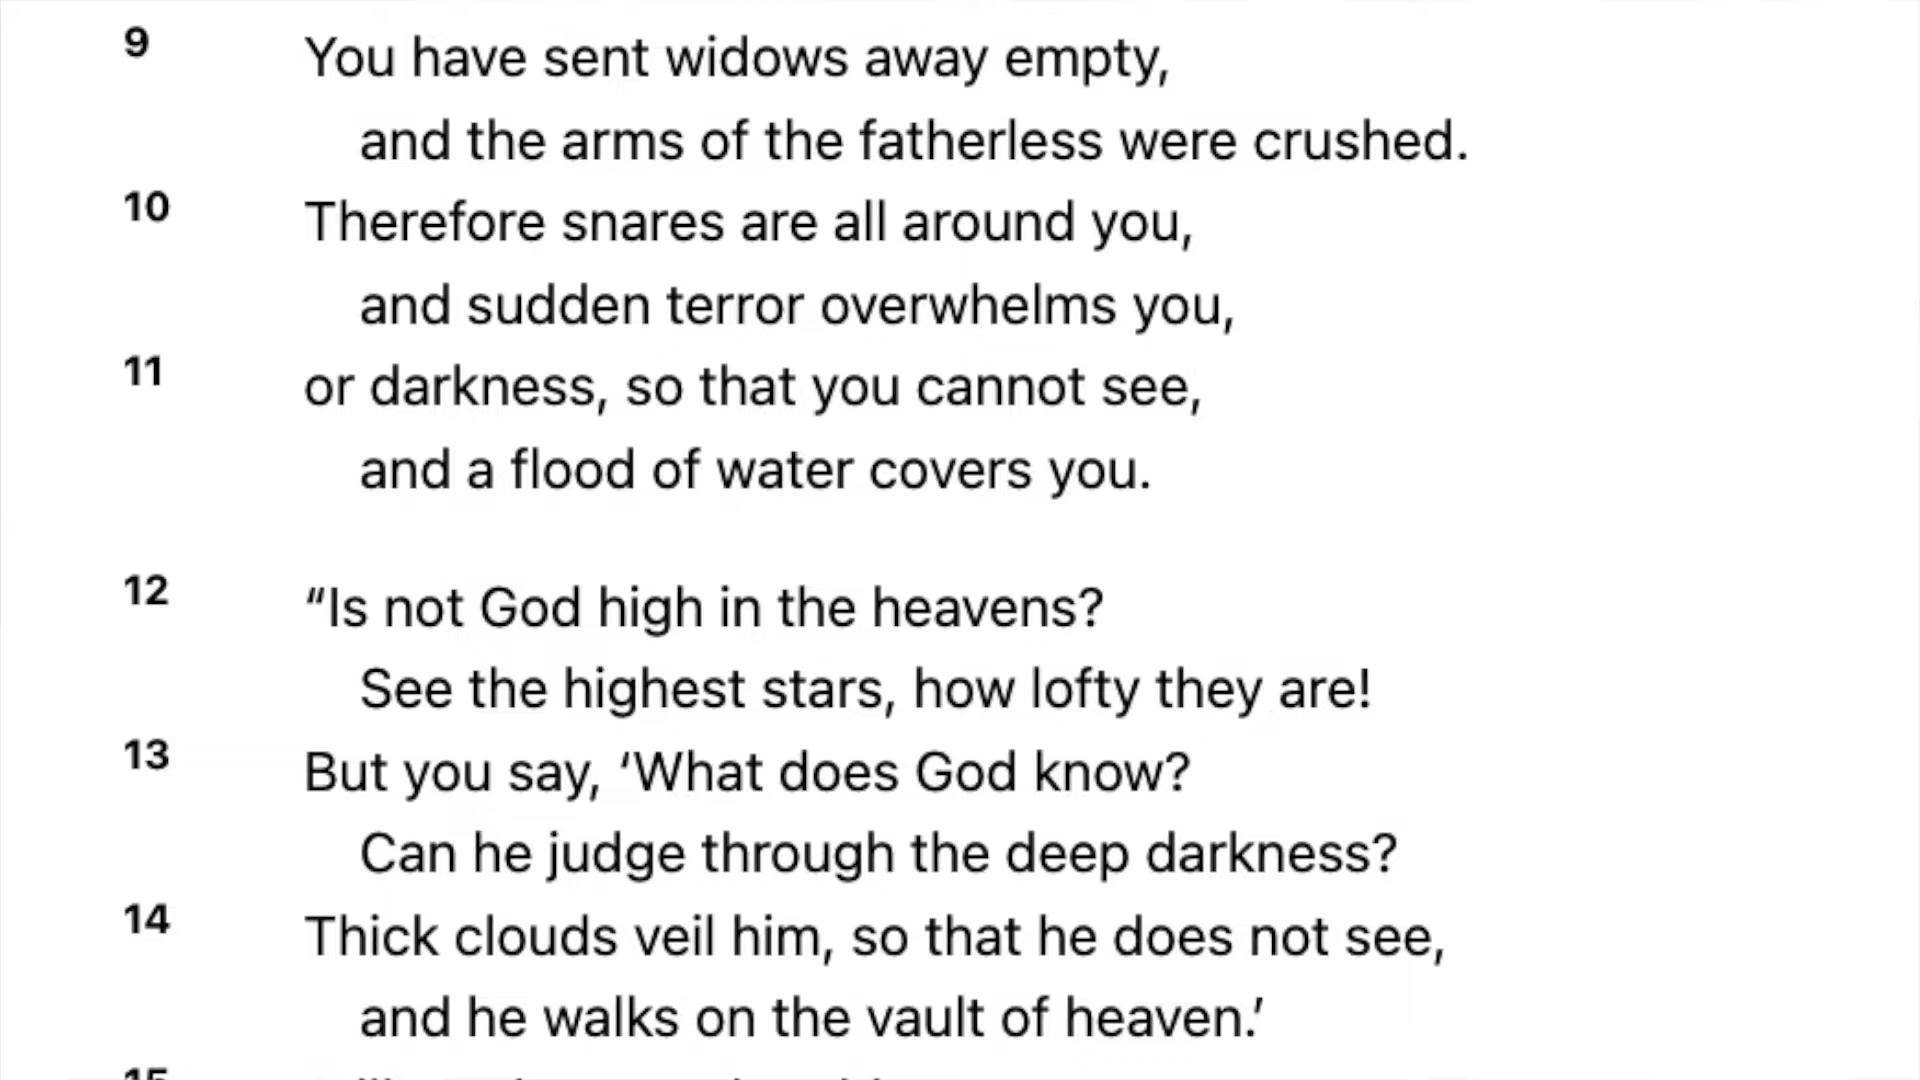 9 You have sent widows away empty,
and the arms of the fatherless were crushed.
10 Therefore snares are all around you,
and sudden terror overwhelms you,
11 or darkness, so that you cannot see,
and a flood of water covers you.
12 “Is not God high in the heavens?
See the highest stars, how lofty they are!
13 But you say, ‘What does God know?
Can he judge through the deep darkness?
14 Thick clouds veil him, so that he does not see,
and he walks on the vault of heaven.’
15